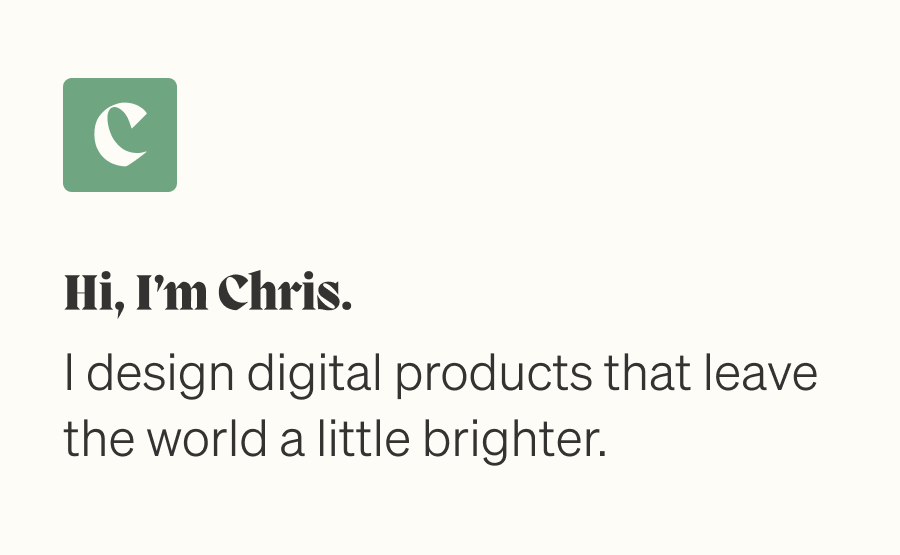 C
Hi, I’m Chris.
I design digital products that leave
the world a little brighter.